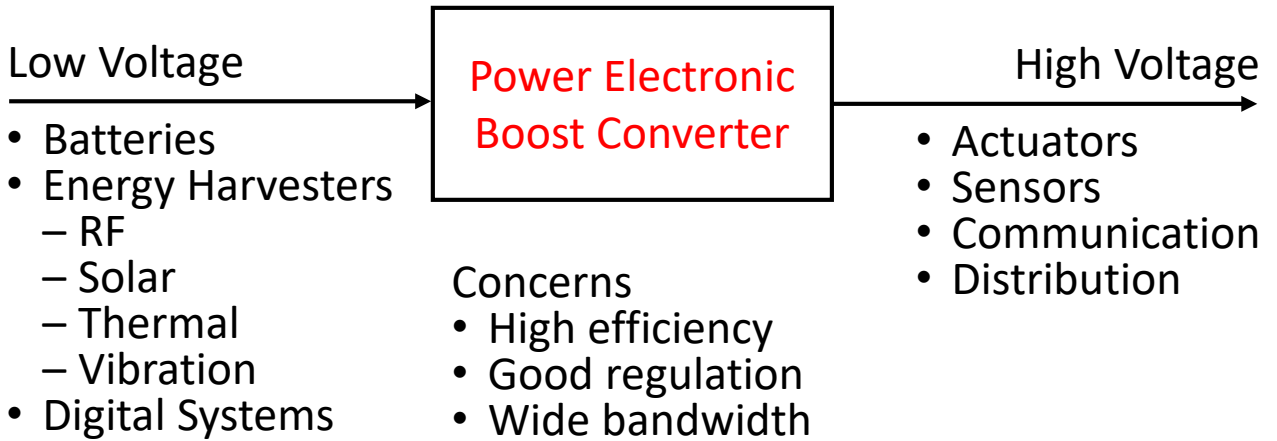 Low Voltage
• Batteries
• Energy Harvesters
– RF
– Solar
– Thermal
– Vibration
• Digital Systems
Power Electronic
Boost Converter
Concerns
• High efficiency
• Good regulation
• Wide bandwidth
High Voltage
• Actuators
• Sensors
• Communication
• Distribution